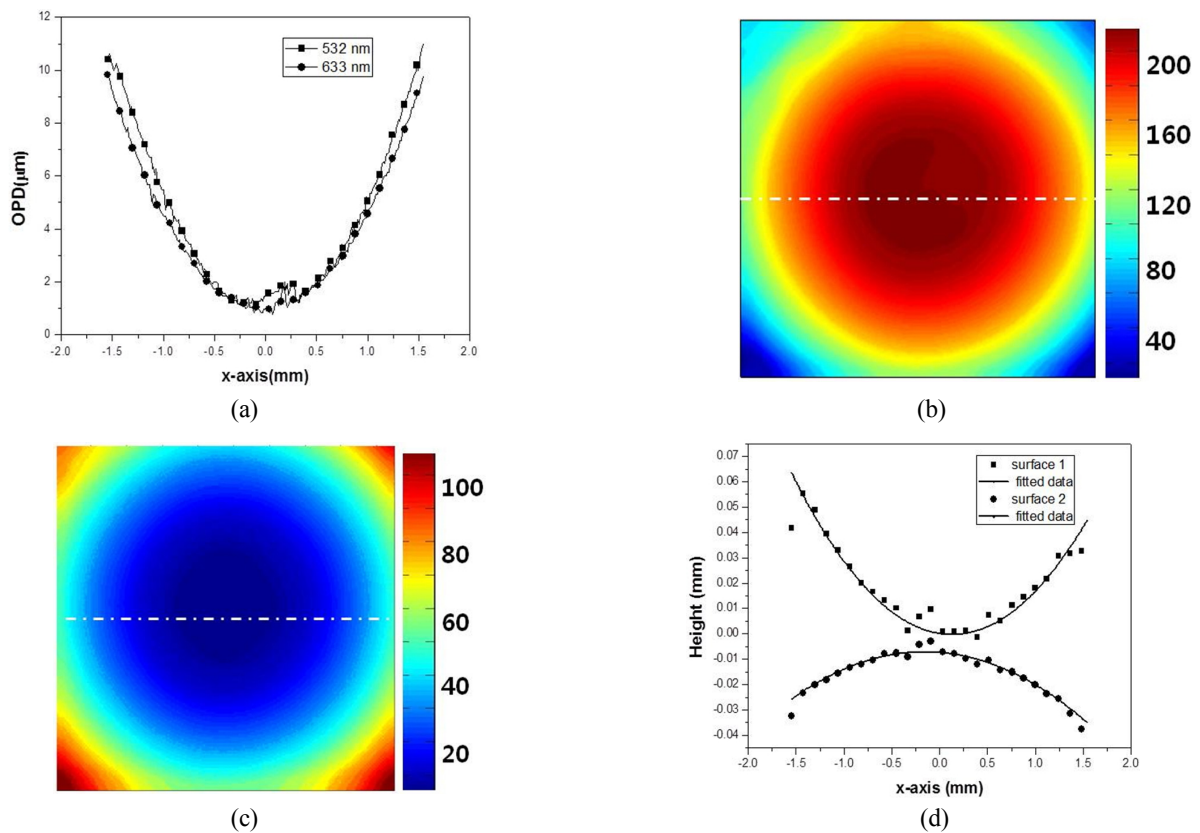 12
10
8
6
4
2
0
OPD(μm)
532 nm
633 nm
-2.0 -1.5 -1.0 -0.5 0.0 0.5 1.0 1.5 2.0
x-axis(mm)
(a)
200
160
120
80
40
(b)
100
80
60
40
20
(c)
0.07
0.06
0.05
0.04
0.03
0.02
0.01
0.00
-0.01
-0.02
-0.03
-0.04
Height (mm)
surface 1
fitted data
surface 2
fitted data
-2.0 -1.5 -1.0 -0.5 0.0 0.5 1.0 1.5 2.0
x-axis (mm)
(d)